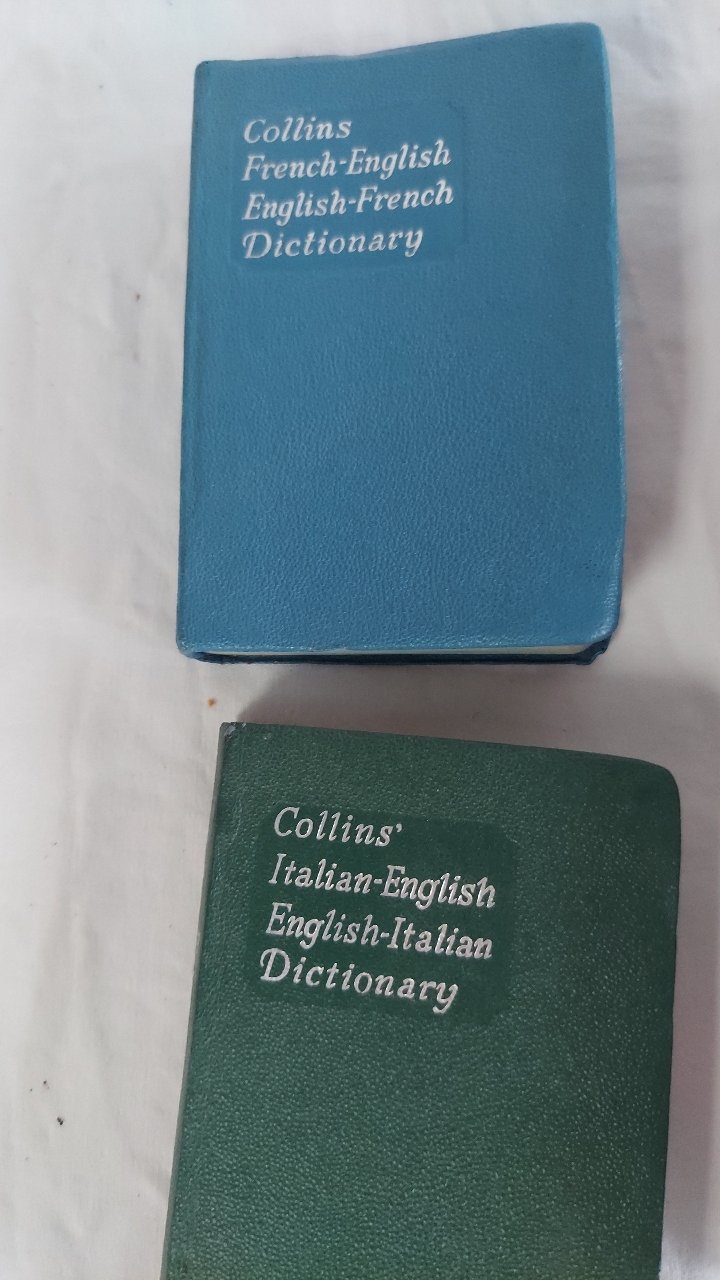 Collins
French-English
English-French
Dictionary
Collins'
Italian-English
English-Italian
Dictionary